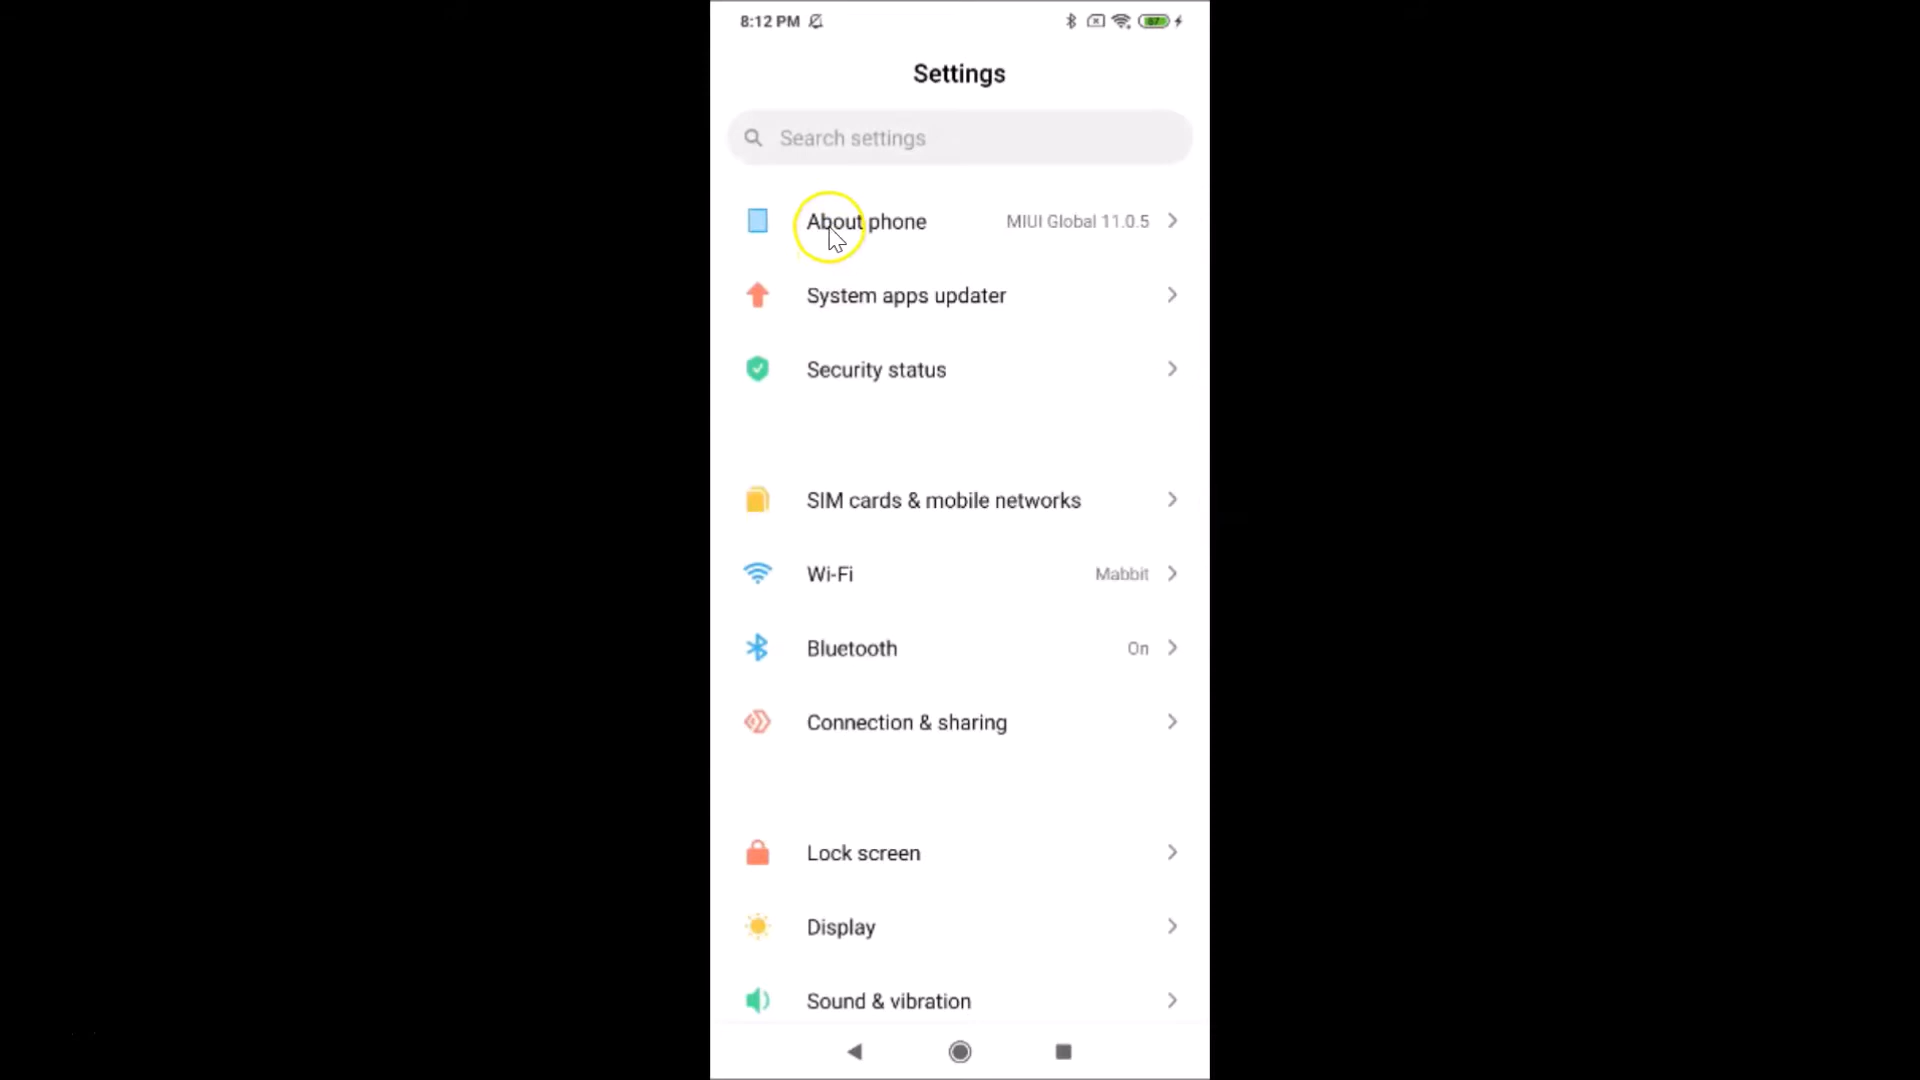 8:12 PM
67
Settings
Search settings
About phone MIUI Global 11.0.5
System apps updater
Security status
SIM cards & mobile networks
Wi-Fi Mabbit
Bluetooth On
Connection & sharing
Lock screen
Display
Sound & vibration